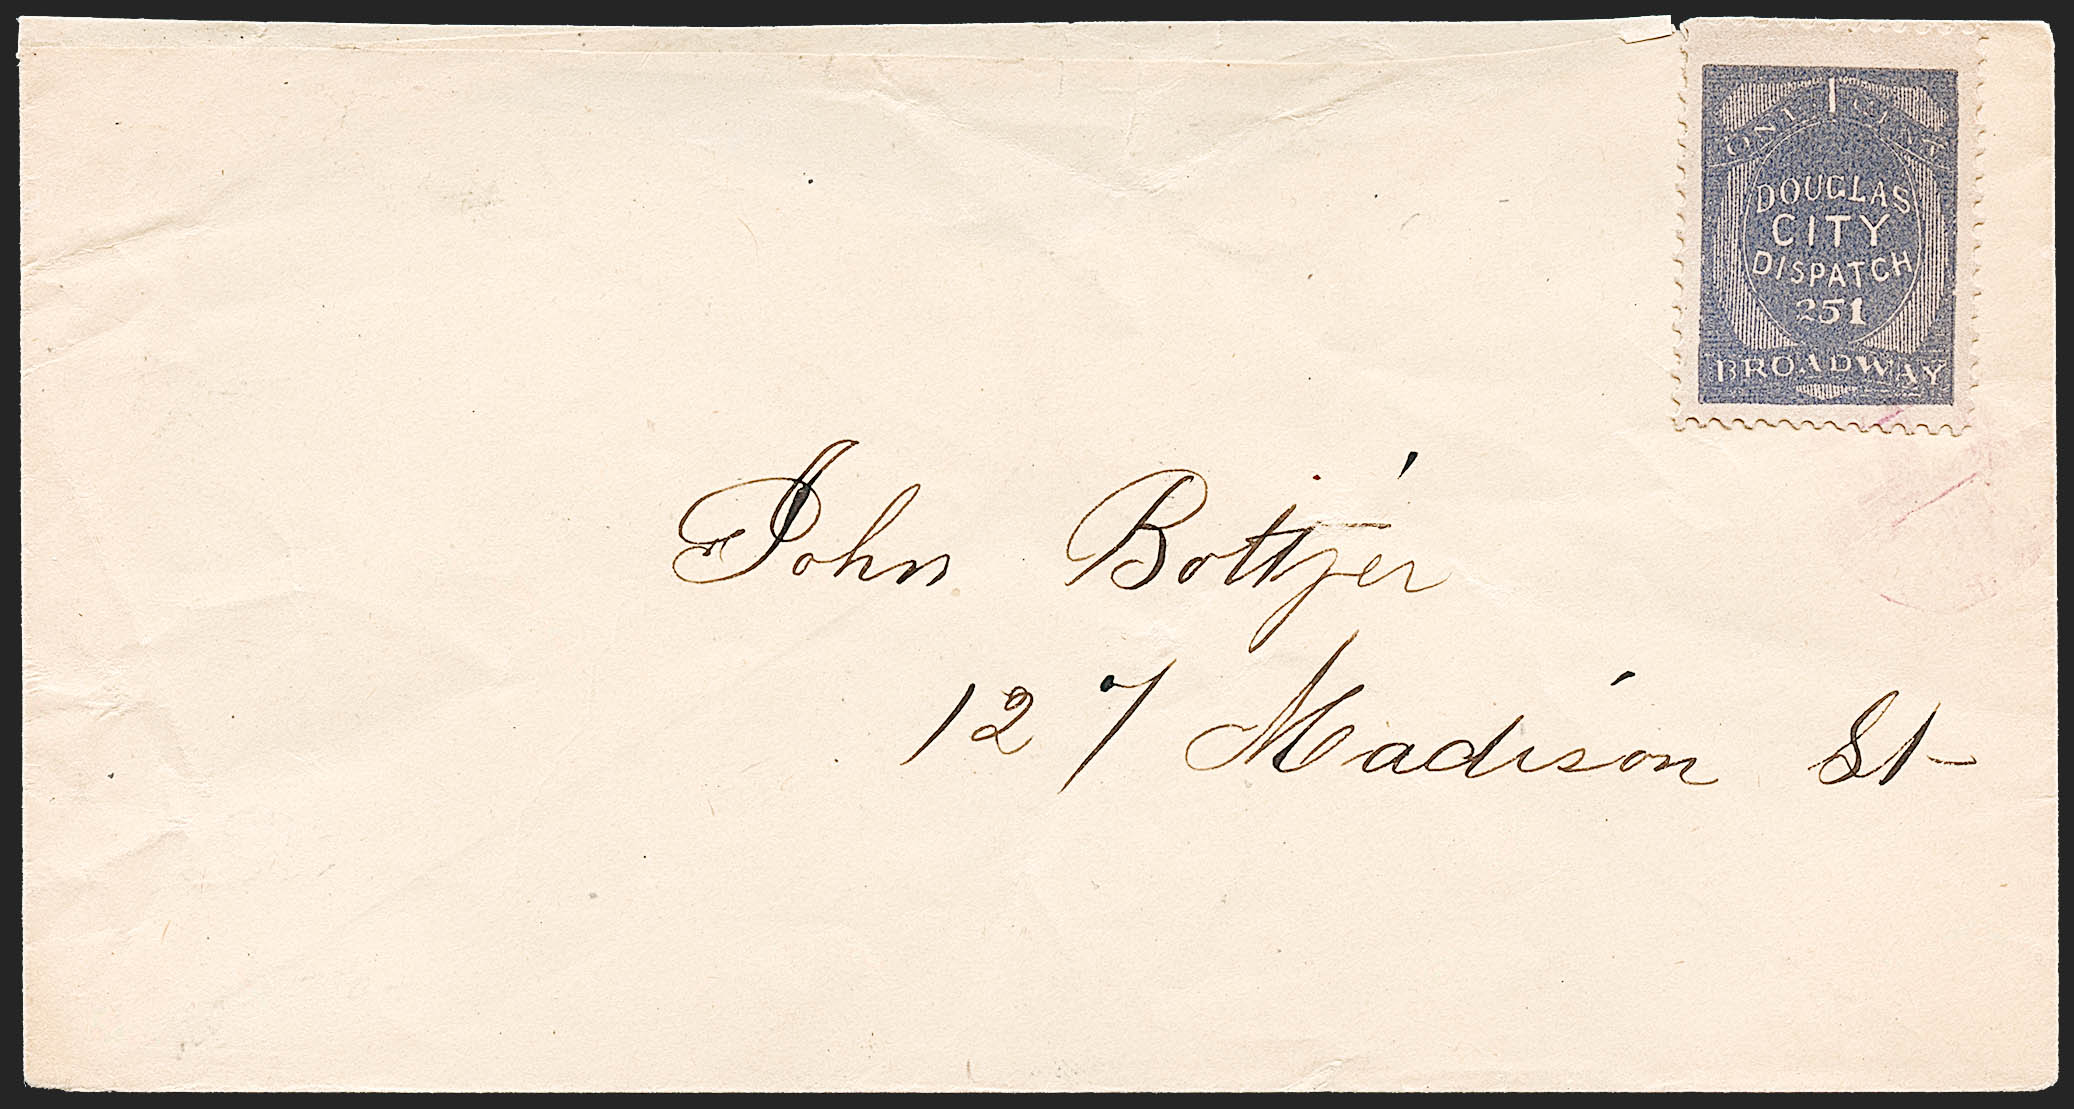 1
ONE CENT
DOUGLAS
CITY
DISPATCH
251
BROADWAY
John Bottjer
127 Madison St-